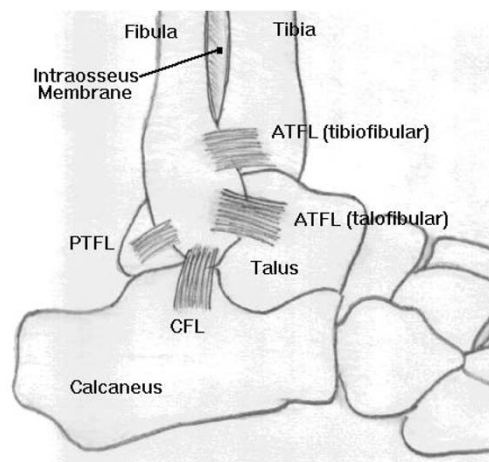 Fibula
Tibia
Intraosseus
Membrane
ATFL (tibiofibular)
ATFL (talofibular)
PTFL
Talus
CFL
Calcaneus